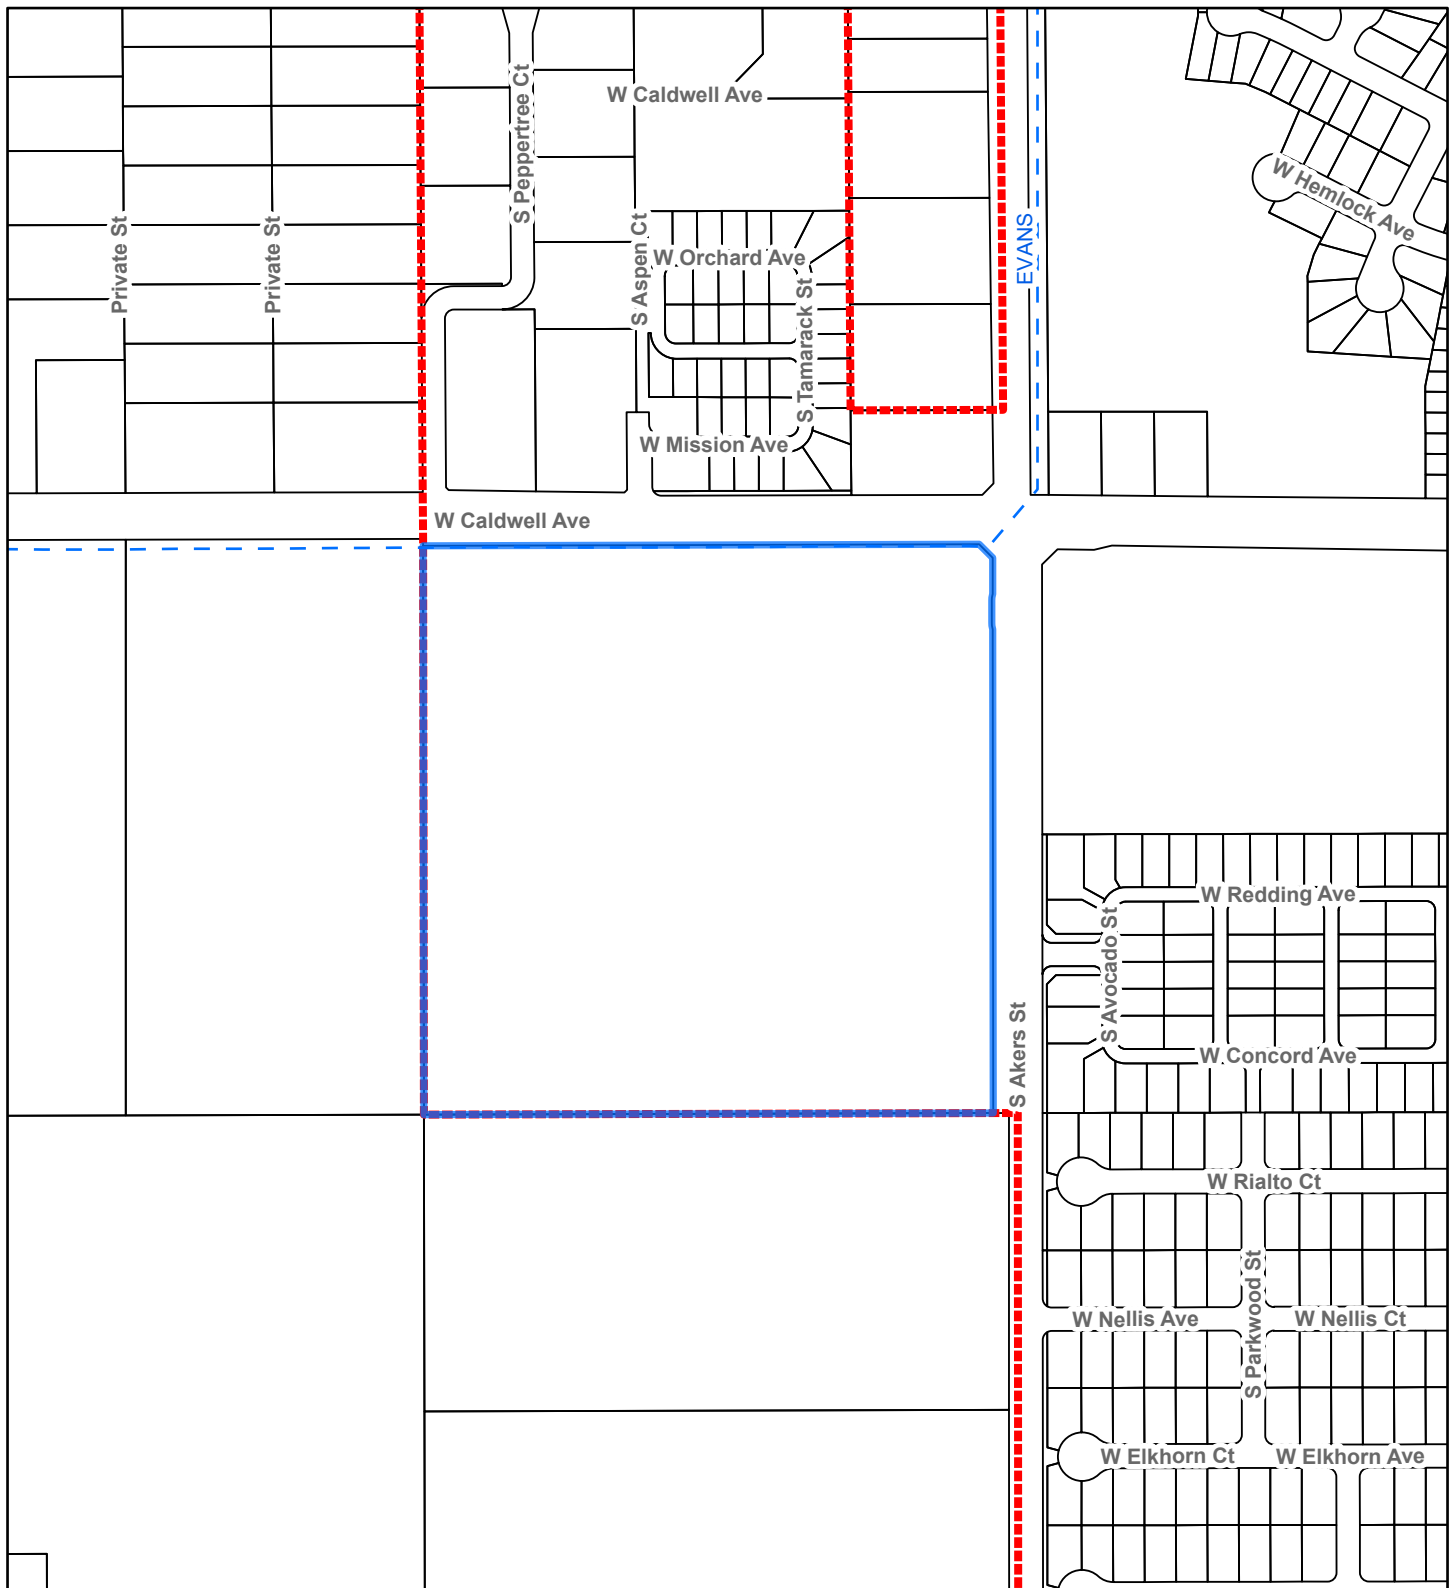 W Caldwell Ave
S Peppertree Ct
W Hemlock Ave
Private St
Private St
S Aspen Ct
W Orchard Ave
EVANS
S Tamarack St
W Mission Ave
W Caldwell Ave
W Redding Ave
S Avocado St
S Akers St
W Concord Ave
W Rialto Ct
S Parkwood St
W Nellis Ave
W Nellis Ct
W Elkhorn Ct
W Elkhorn Ave